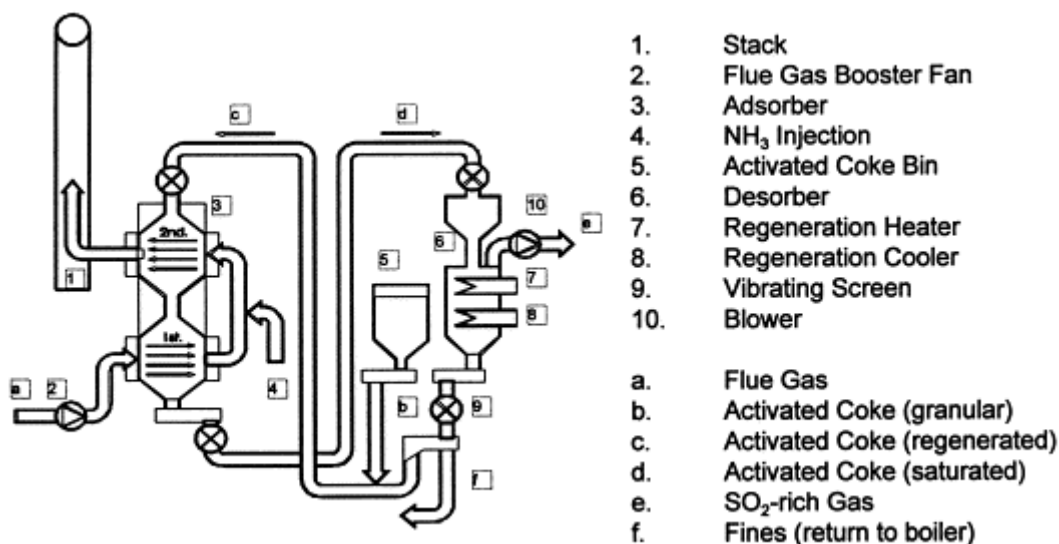 c
d
3
2nd.
10
e
6
5
7
1
8
1st.
a
2
4
b
9
f
1. Stack
2. Flue Gas Booster Fan
3. Adsorber
4. NH₃ Injection
5. Activated Coke Bin
6. Desorber
7. Regeneration Heater
8. Regeneration Cooler
9. Vibrating Screen
10. Blower
a. Flue Gas
b. Activated Coke (granular)
c. Activated Coke (regenerated)
d. Activated Coke (saturated)
e. SO₂-rich Gas
f. Fines (return to boiler)